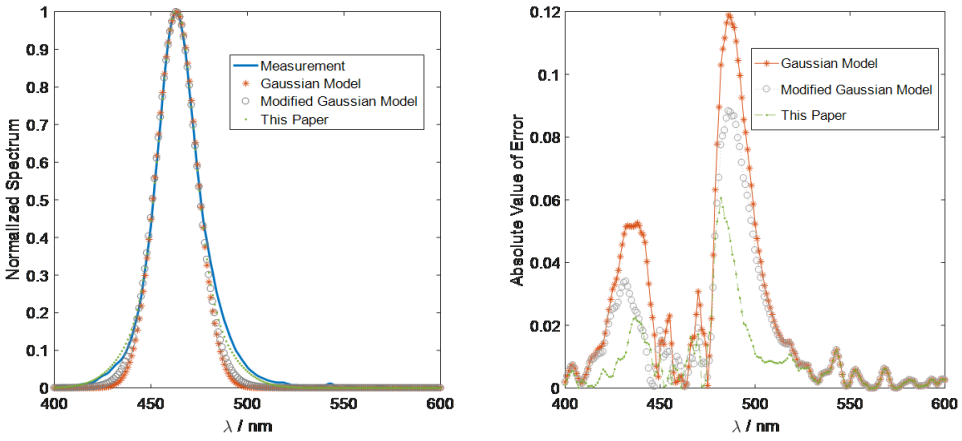 1
0.9
0.8
0.7
0.6
0.5
0.4
0.3
0.2
0.1
0
Normalized Spectrum
400
450
500
550
600
λ / nm
Measurement
Gaussian Model
Modified Gaussian Model
This Paper
0.12
0.1
0.08
0.06
0.04
0.02
0
Absolute Value of Error
400
450
500
550
600
λ / nm
Gaussian Model
Modified Gaussian Model
This Paper